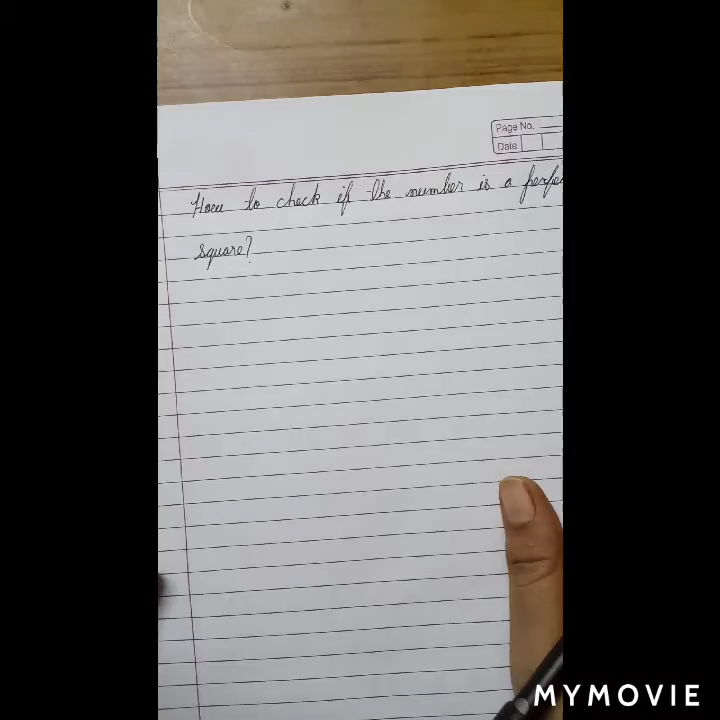 Page No.
Date
How to check if the number is a perfe
square?
MYMOVIE